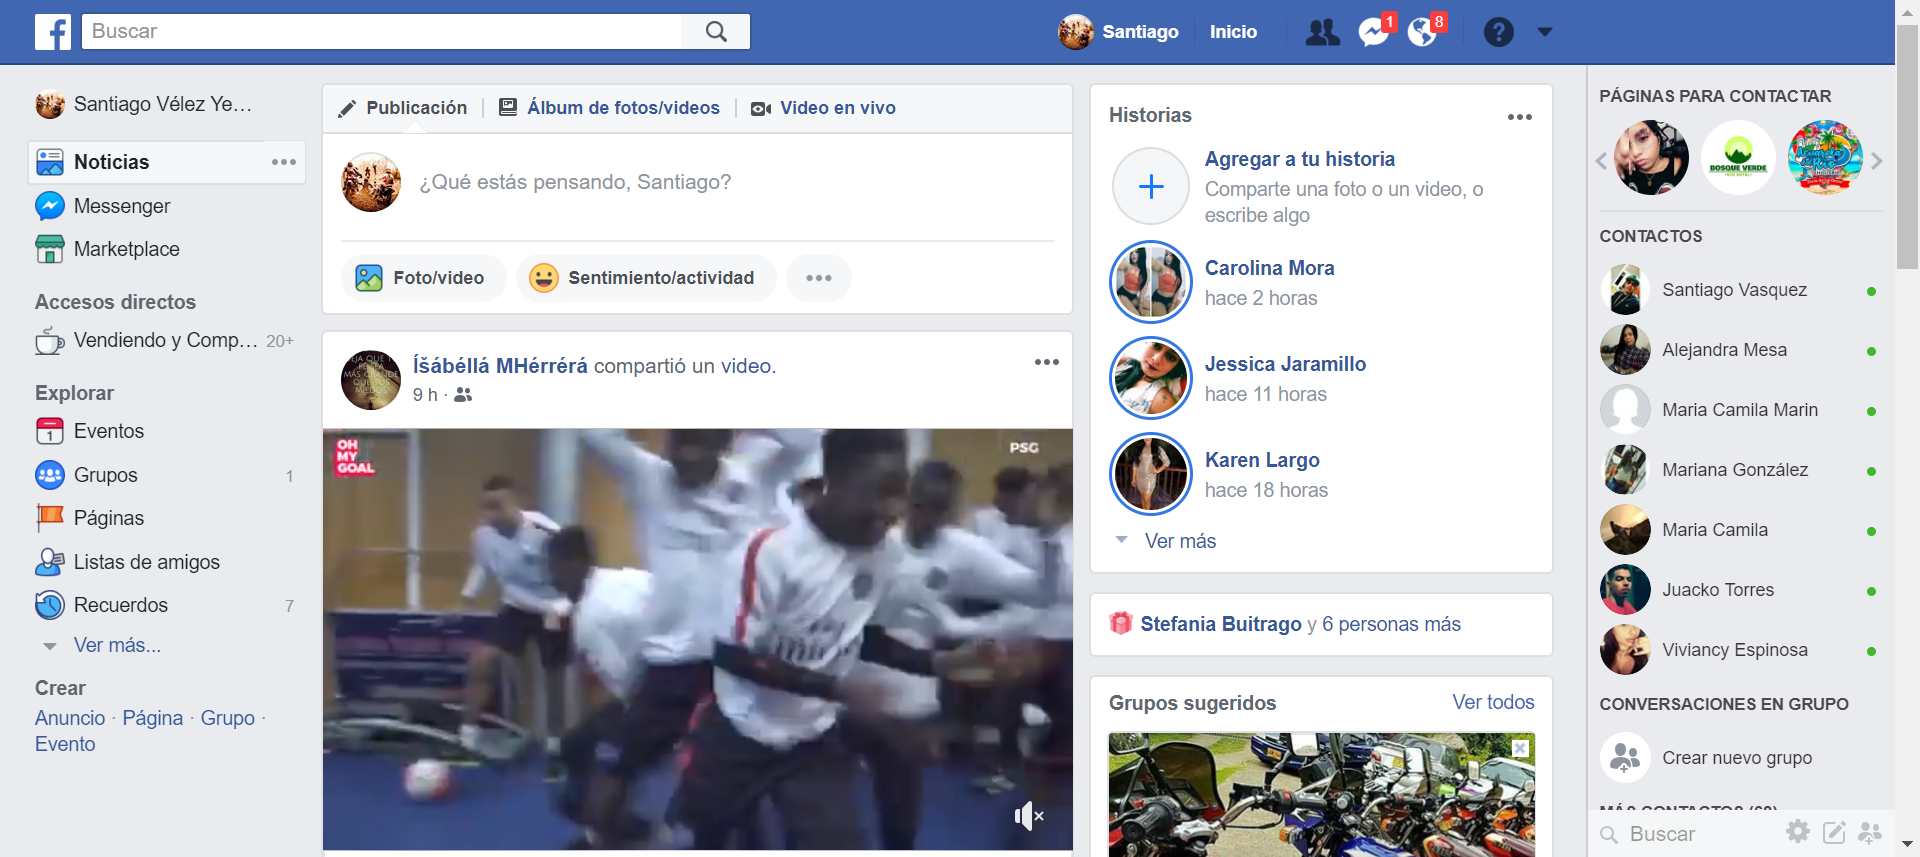 Buscar
Santiago
Inicio
1
8
Santiago Vélez Ye...
Noticias
Messenger
Marketplace
Accesos directos
Vendiendo y Comp... 20+
Explorar
1
Eventos
Grupos 1
Páginas
Listas de amigos
Recuerdos 7
Ver más...
Crear
Anuncio · Página · Grupo ·
Evento
Publicación
Álbum de fotos/videos
Video en vivo
¿Qué estás pensando, Santiago?
Foto/video
Sentimiento/actividad
Íšábéllá MHérrérá compartió un video.
9 h ·
OH
MY
GOAL
PSG
Historias
Agregar a tu historia
Comparte una foto o un video, o
escribe algo
Carolina Mora
hace 2 horas
Jessica Jaramillo
hace 11 horas
Karen Largo
hace 18 horas
Ver más
Stefania Buitrago y 6 personas más
Grupos sugeridos
Ver todos
PÁGINAS PARA CONTACTAR
BOSQUE VERDE
CONTACTOS
Santiago Vasquez
Alejandra Mesa
Maria Camila Marin
Mariana González
Maria Camila
Juacko Torres
Viviancy Espinosa
CONVERSACIONES EN GRUPO
Crear nuevo grupo
MÁS CONTACTOS (69)
Buscar